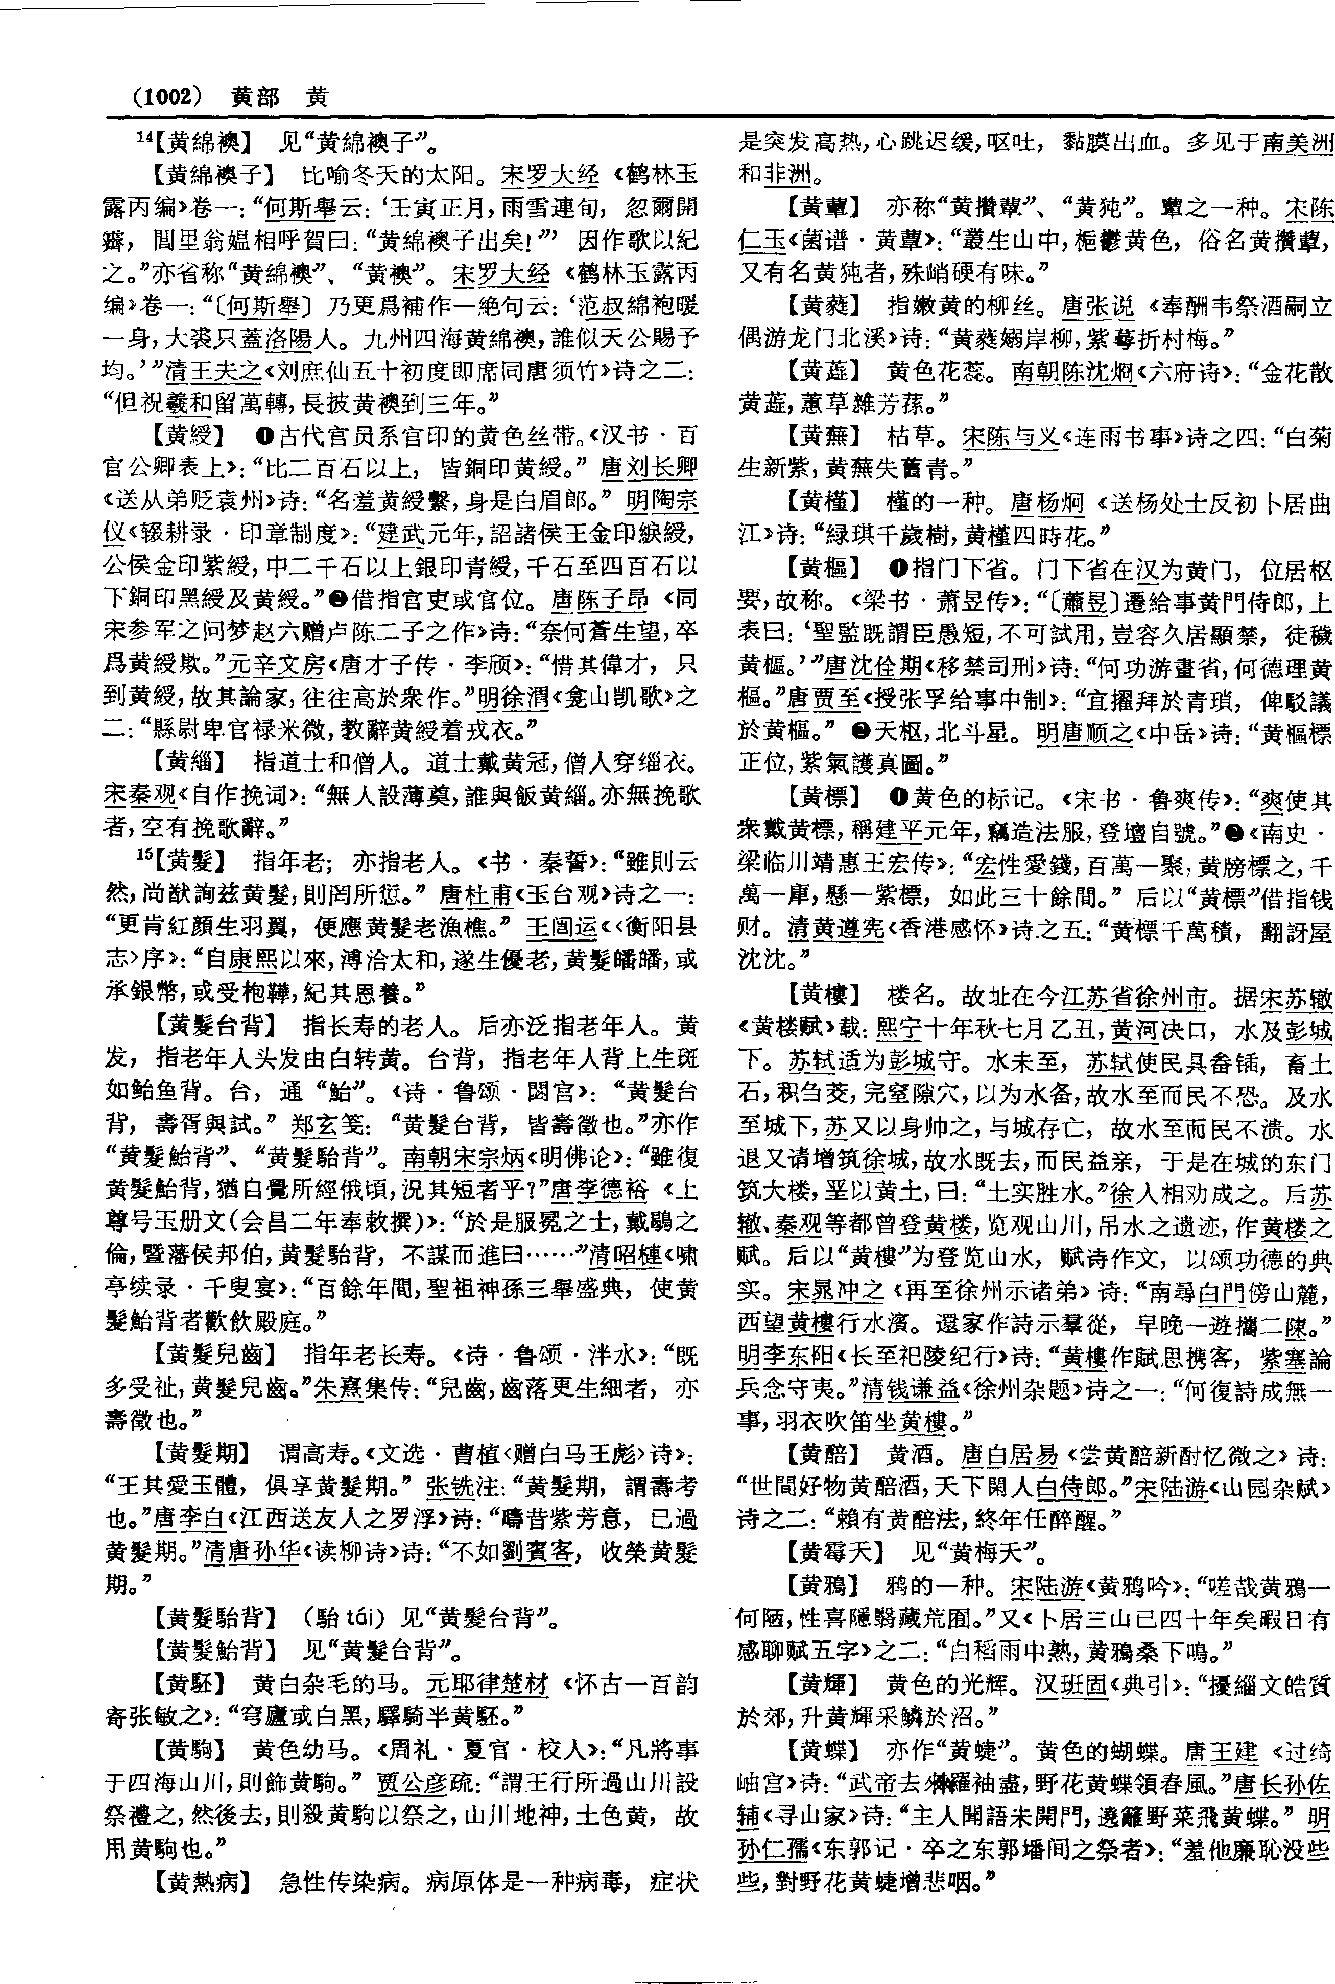 （1002） 黄部 黄
14【黄綿襖】 见“黄綿襖子”。
【黄綿襖子】 比喻冬天的太阳。宋罗大经《鹤林玉
露丙编》卷一：“何斯舉云：‘壬寅正月，雨雪連旬，忽爾開
霽，閭里翁媪相呼賀曰：“黄綿襖子出矣！”’因作歌以紀
之。”亦省称“黄綿襖”、“黄襖”。宋罗大经《鹤林玉露丙
编》卷一：“〔何斯舉〕乃更爲補作一絶句云：‘范叔綿袍暖
一身，大裘只蓋洛陽人。九州四海黄綿襖，誰似天公賜予
均。’”清王夫之《刘庶仙五十初度即席同唐须竹》诗之二：
“但祝羲和留萬轉，長披黄襖到三年。”
【黄綬】 ❶古代官员系官印的黄色丝带。《汉书·百
官公卿表上》：“比二百石以上，皆銅印黄綬。”唐刘长卿
《送从弟贬袁州》诗：“名羞黄綬繫，身是白眉郎。”明陶宗
仪《辍耕录·印章制度》：“建武元年，詔諸侯王金印綟綬，
公侯金印紫綬，中二千石以上銀印青綬，千石至四百石以
下銅印黑綬及黄綬。”❷借指官吏或官位。唐陈子昂《同
宋参军之问梦赵六赠卢陈二子之作》诗：“奈何蒼生望，卒
爲黄綬欺。”元辛文房《唐才子传·李颀》：“惜其偉才，只
到黄綬，故其論家，往往高於衆作。”明徐渭《龛山凯歌》之
二：“縣尉卑官禄米微，教辭黄綬着戎衣。”
【黄緇】 指道士和僧人。道士戴黄冠，僧人穿缁衣。
宋秦观《自作挽词》：“無人設薄奠，誰與飯黄緇。亦無挽歌
者，空有挽歌辭。”
15【黄髮】 指年老；亦指老人。《书·秦誓》：“雖則云
然，尚猷詢兹黄髮，則罔所愆。”唐杜甫《玉台观》诗之一：
“更肯紅顔生羽翼，便應黄髮老漁樵。”王闿运《〈衡阳县
志〉序》：“自康熙以來，溥洽太和，遂生優老，黄髮皤皤，或
承銀幣，或受袍鞾，紀其恩養。”
【黄髮台背】 指长寿的老人。后亦泛指老年人。黄
发，指老年人头发由白转黄。台背，指老年人背上生斑
如鲐鱼背。台，通“鮐”。《诗·鲁颂·閟宫》：“黄髮台
背，壽胥與試。”郑玄笺：“黄髮台背，皆壽徵也。”亦作
“黄髮鮐背”、“黄髮駘背”。南朝宋宗炳《明佛论》：“雖復
黄髮鮐背，猶自覺所經俄頃，況其短者乎？”唐李德裕《上
尊号玉册文（会昌二年奉敕撰）》：“於是服冕之士，戴鶡之
倫，暨藩侯邦伯，黄髮駘背，不謀而進曰……”清昭槤《啸
亭续录·千叟宴》：“百餘年間，聖祖神孫三舉盛典，使黄
髮鮐背者歡飲殿庭。”
【黄髮兒齒】 指年老长寿。《诗·鲁颂·泮水》：“既
多受祉，黄髮兒齒。”朱熹集传：“兒齒，齒落更生細者，亦
壽徵也。”
【黄髮期】 谓高寿。《文选·曹植〈赠白马王彪〉诗》：
“王其愛玉體，俱享黄髮期。”张铣注：“黄髮期，謂壽考
也。”唐李白《江西送友人之罗浮》诗：“疇昔紫芳意，已過
黄髮期。”清唐孙华《读柳诗》诗：“不如劉賓客，收榮黄髮
期。”
【黄髮駘背】 （駘 tái）见“黄髮台背”。
【黄髮鮐背】 见“黄髮台背”。
【黄駓】 黄白杂毛的马。元耶律楚材《怀古一百韵
寄张敏之》：“穹廬或白黑，驛騎半黄駓。”
【黄駒】 黄色幼马。《周礼·夏官·校人》：“凡將事
于四海山川，則飾黄駒。”贾公彦疏：“謂王行所過山川設
祭禮之，然後去，則殺黄駒以祭之，山川地神，土色黄，故
用黄駒也。”
【黄熱病】 急性传染病。病原体是一种病毒，症状
是突发高热，心跳迟缓，呕吐，黏膜出血。多见于南美洲
和非洲。
【黄蕈】 亦称“黄攢蕈”、“黄㹠”。蕈之一种。宋陈
仁玉《菌谱·黄蕈》：“叢生山中，梔鬱黄色，俗名黄攢蕈，
又有名黄㹠者，殊峭硬有味。”
【黄蕤】 指嫩黄的柳丝。唐张说《奉酬韦祭酒嗣立
偶游龙门北溪》诗：“黄蕤嫋岸柳，紫萼折村梅。”
【黄蘂】 黄色花蕊。南朝陈沈炯《六府诗》：“金花散
黄蘂，蕙草雜芳蓀。”
【黄蕪】 枯草。宋陈与义《连雨书事》诗之四：“白菊
生新紫，黄蕪失舊青。”
【黄槿】 槿的一种。唐杨炯《送杨处士反初卜居曲
江》诗：“緑琪千歲樹，黄槿四時花。”
【黄樞】 ❶指门下省。门下省在汉为黄门，位居枢
要，故称。《梁书·萧昱传》：“〔蕭昱〕遷給事黄門侍郎，上
表曰：‘聖監既謂臣愚短，不可試用，豈容久居顯禁，徒穢
黄樞。’”唐沈佺期《移禁司刑》诗：“何功游畫省，何德理黄
樞。”唐贾至《授张孚给事中制》：“宜擢拜於青瑣，俾駁議
於黄樞。”❷天枢，北斗星。明唐顺之《中岳》诗：“黄樞標
正位，紫氣護真圖。”
【黄標】 ❶黄色的标记。《宋书·鲁爽传》：“爽使其
衆戴黄標，稱建平元年，竊造法服，登壇自號。”❷《南史·
梁临川靖惠王宏传》：“宏性愛錢，百萬一聚，黄牓標之，千
萬一庫，懸一紫標，如此三十餘間。”后以“黄標”借指钱
财。清黄遵宪《香港感怀》诗之五：“黄標千萬積，翻訝屋
沈沈。”
【黄樓】 楼名。故址在今江苏省徐州市。据宋苏辙
《黄楼赋》载：熙宁十年秋七月乙丑，黄河决口，水及彭城
下。苏轼适为彭城守。水未至，苏轼使民具畚锸，畜土
石，积刍茭，完窒隙穴，以为水备，故水至而民不恐。及水
至城下，苏又以身帅之，与城存亡，故水至而民不溃。水
退又请增筑徐城，故水既去，而民益亲，于是在城的东门
筑大楼，垩以黄土，曰：“土实胜水。”徐人相劝成之。后苏
辙、秦观等都曾登黄楼，览观山川，吊水之遗迹，作黄楼之
赋。后以“黄樓”为登览山水，赋诗作文，以颂功德的典
实。宋晁冲之《再至徐州示诸弟》诗：“南尋白門傍山麓，
西望黄樓行水濱。還家作詩示羣從，早晚一遊攜二陳。”
明李东阳《长至祀陵纪行》诗：“黄樓作賦思携客，紫塞論
兵念守夷。”清钱谦益《徐州杂题》诗之一：“何復詩成無一
事，羽衣吹笛坐黄樓。”
【黄醅】 黄酒。唐白居易《尝黄醅新酎忆微之》诗：
“世間好物黄醅酒，天下閑人白侍郎。”宋陆游《山园杂赋》
诗之二：“賴有黄醅法，終年任醉醒。”
【黄霉天】 见“黄梅天”。
【黄鴉】 鸦的一种。宋陆游《黄鸦吟》：“嗟哉黄鴉一
何陋，性喜隱翳藏荒囿。”又《卜居三山已四十年矣暇日有
感聊赋五字》之二：“白稻雨中熟，黄鴉桑下鳴。”
【黄輝】 黄色的光辉。汉班固《典引》：“擾緇文皓質
於郊，升黄輝采鱗於沼。”
【黄蝶】 亦作“黄蜨”。黄色的蝴蝶。唐王建《过绮
岫宫》诗：“武帝去來羅袖盡，野花黄蝶領春風。”唐长孙佐
辅《寻山家》诗：“主人聞語未開門，遶籬野菜飛黄蝶。”明
孙仁孺《东郭记·卒之东郭墦间之祭者》：“羞他廉恥没些
些，對野花黄蜨增悲咽。”